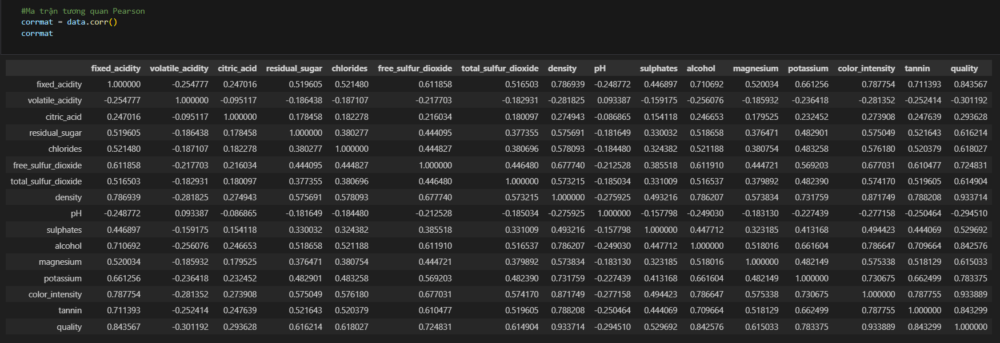 #Ma trận tương quan Pearson
corrmat = data.corr()
corrmat
fixed_acidity volatile_acidity citric_acid residual_sugar chlorides free_sulfur_dioxide total_sulfur_dioxide density pH sulphates alcohol magnesium potassium color_intensity tannin quality
fixed_acidity 1.000000 -0.254777 0.247016 0.519605 0.521480 0.611858 0.516503 0.786939 -0.248772 0.446897 0.710692 0.520034 0.661256 0.787754 0.711393 0.843567
volatile_acidity -0.254777 1.000000 -0.095117 -0.186438 -0.187107 -0.217703 -0.182931 -0.281825 0.093387 -0.159175 -0.256076 -0.185932 -0.236418 -0.281352 -0.252414 -0.301192
citric_acid 0.247016 -0.095117 1.000000 0.178458 0.182278 0.216034 0.180097 0.274943 -0.086865 0.154118 0.246653 0.179525 0.232452 0.273908 0.247639 0.293628
residual_sugar 0.519605 -0.186438 0.178458 1.000000 0.380277 0.444095 0.377355 0.575691 -0.181649 0.330032 0.518658 0.376471 0.482901 0.575049 0.521643 0.616214
chlorides 0.521480 -0.187107 0.182278 0.380277 1.000000 0.444827 0.380696 0.578093 -0.184480 0.324382 0.521188 0.380754 0.483258 0.576180 0.520379 0.618027
free_sulfur_dioxide 0.611858 -0.217703 0.216034 0.444095 0.444827 1.000000 0.446480 0.677740 -0.212528 0.385518 0.611910 0.444721 0.569203 0.677031 0.610477 0.724831
total_sulfur_dioxide 0.516503 -0.182931 0.180097 0.377355 0.380696 0.446480 1.000000 0.573215 -0.185034 0.331009 0.516537 0.379892 0.482390 0.574170 0.519605 0.614904
density 0.786939 -0.281825 0.274943 0.575691 0.578093 0.677740 0.573215 1.000000 -0.275925 0.493216 0.786207 0.573834 0.731759 0.871749 0.788208 0.933714
pH -0.248772 0.093387 -0.086865 -0.181649 -0.184480 -0.212528 -0.185034 -0.275925 1.000000 -0.157798 -0.249030 -0.183130 -0.227439 -0.277158 -0.250464 -0.294510
sulphates 0.446897 -0.159175 0.154118 0.330032 0.324382 0.385518 0.331009 0.493216 -0.157798 1.000000 0.447712 0.323185 0.413168 0.494423 0.444069 0.529692
alcohol 0.710692 -0.256076 0.246653 0.518658 0.521188 0.611910 0.516537 0.786207 -0.249030 0.447712 1.000000 0.518016 0.661604 0.786647 0.709664 0.842576
magnesium 0.520034 -0.185932 0.179525 0.376471 0.380754 0.444721 0.379892 0.573834 -0.183130 0.323185 0.518016 1.000000 0.482149 0.575338 0.518129 0.615033
potassium 0.661256 -0.236418 0.232452 0.482901 0.483258 0.569203 0.482390 0.731759 -0.227439 0.413168 0.661604 0.482149 1.000000 0.730675 0.662499 0.783375
color_intensity 0.787754 -0.281352 0.273908 0.575049 0.576180 0.677031 0.574170 0.871749 -0.277158 0.494423 0.786647 0.575338 0.730675 1.000000 0.787755 0.933889
tannin 0.711393 -0.252414 0.247639 0.521643 0.520379 0.610477 0.519605 0.788208 -0.250464 0.444069 0.709664 0.518129 0.662499 0.787755 1.000000 0.843299
quality 0.843567 -0.301192 0.293628 0.616214 0.618027 0.724831 0.614904 0.933714 -0.294510 0.529692 0.842576 0.615033 0.783375 0.933889 0.843299 1.000000